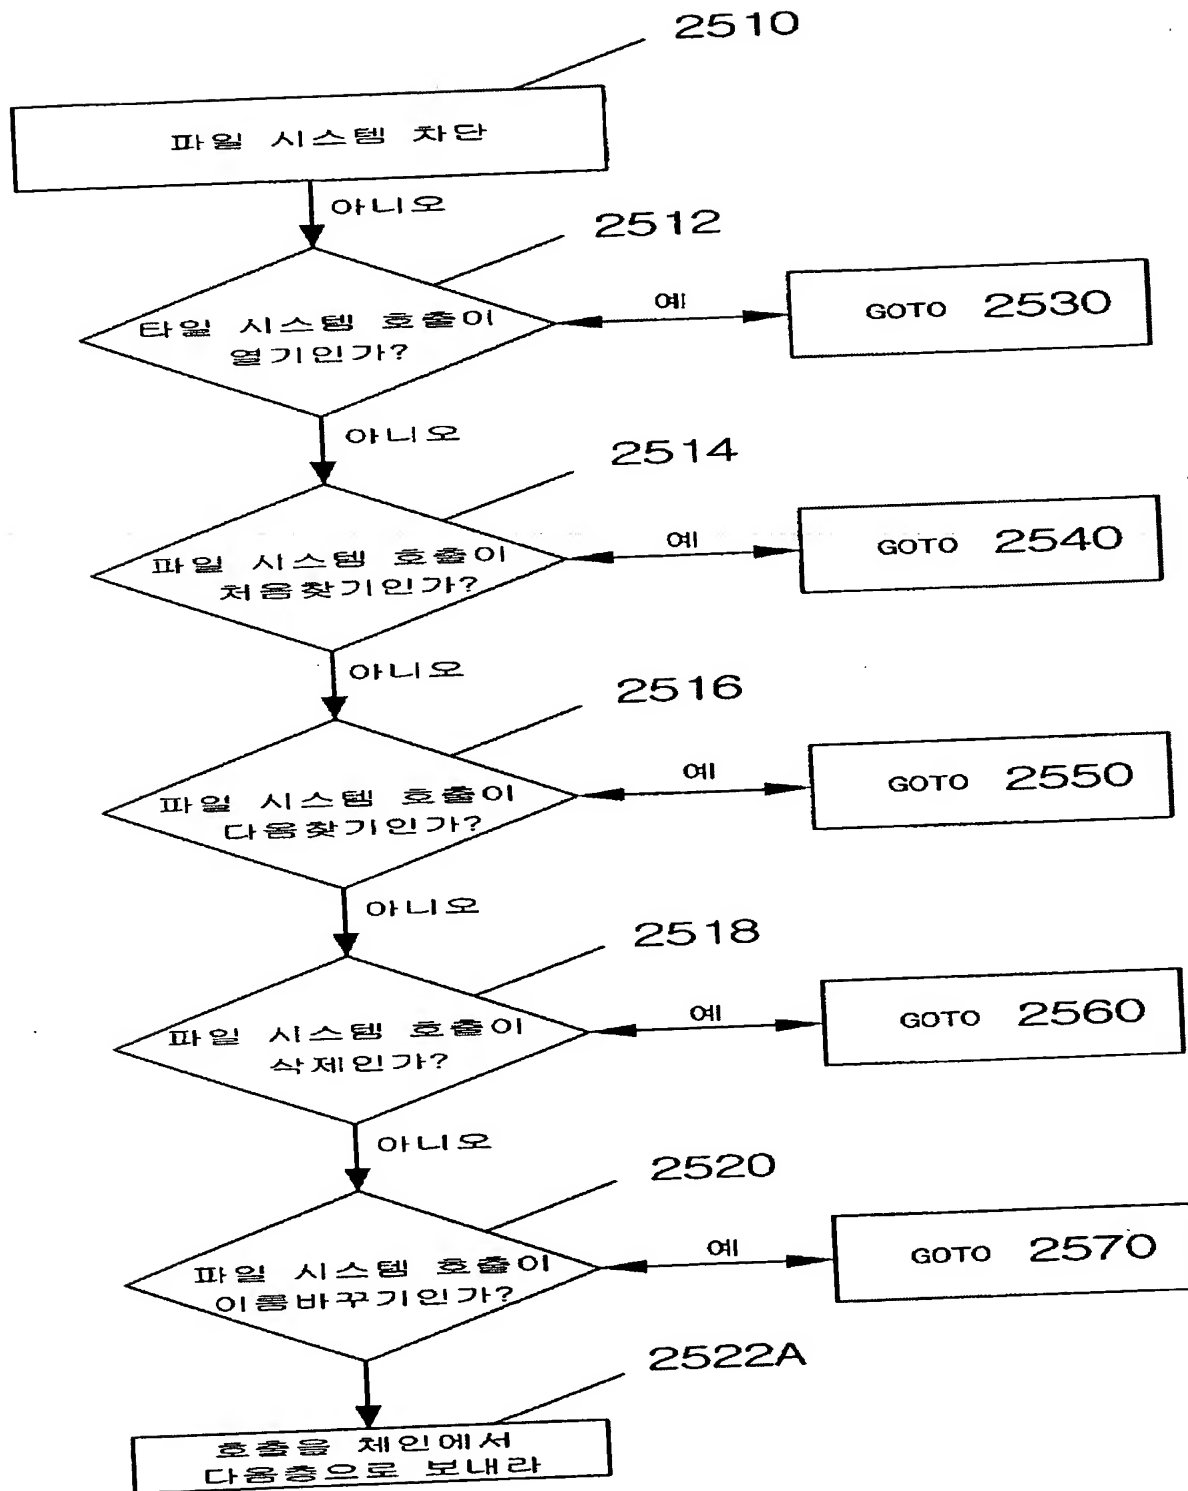 2510
파일 시스템 차단
아니오
2512
타일 시스템 호출이
열기인가?
예
GOTO 2530
아니오
2514
파일 시스템 호출이
처음찾기인가?
예
GOTO 2540
아니오
2516
파일 시스템 호출이
다음찾기인가?
예
GOTO 2550
아니오
2518
파일 시스템 호출이
삭제인가?
예
GOTO 2560
아니오
2520
파일 시스템 호출이
이름바꾸기인가?
예
GOTO 2570
2522A
호출을 체인에서
다음층으로 보내라